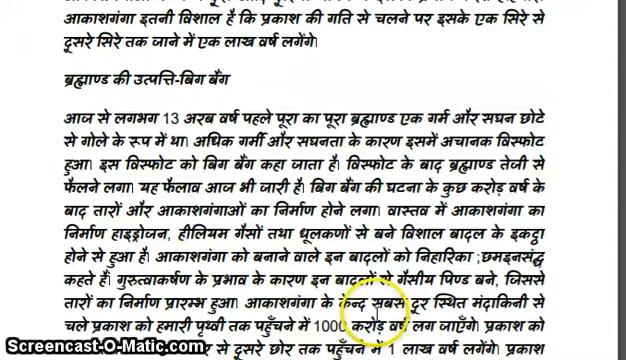 आकाशगंगा इतनी विशाल है कि प्रकाश की गति से चलने पर इसके एक सिरे से
दूसरे सिरे तक जाने में एक लाख वर्ष लगेंगे।
ब्रह्माण्ड की उत्पत्ति-बिग बैंग
आज से लगभग 13 अरब वर्ष पहले पूरा का पूरा ब्रह्माण्ड एक गर्म और सघन छोटे
से गोले के रूप में था। अधिक गर्मी और सघनता के कारण इसमें अचानक विस्फोट
हुआ। इस विस्फोट को बिग बैंग कहा जाता है। विस्फोट के बाद ब्रह्माण्ड तेजी से
फैलने लगा। यह फैलाव आज भी जारी है। बिग बैंग की घटना के कुछ करोड़ वर्ष के
बाद तारों और आकाशगंगाओं का निर्माण होने लगा। वास्तव में आकाशगंगा का
निर्माण हाइड्रोजन, हीलियम गैसों तथा धूलकणों से बने विशाल बादल के इकट्ठा
होने से हुआ है। आकाशगंगा को बनाने वाले इन बादलों को निहारिका ;छमइनसंद्ध
कहते हैं। गुरुत्वाकर्षण के प्रभाव के कारण इन बादलों से गैसीय पिण्ड बने, जिससे
तारों का निर्माण प्रारम्भ हुआ। आकाशगंगा के केन्द सबसे दूर स्थित मंदाकिनी से
चले प्रकाश को हमारी पृथ्वी तक पहुँचने में 1000 करोड़ वर्ष लग जाएँगे। प्रकाश को
से दूसरे छोर तक पहुँचने में 1 लाख वर्ष लगेंगे। प्रकाश
Screencast-O-Matic.com